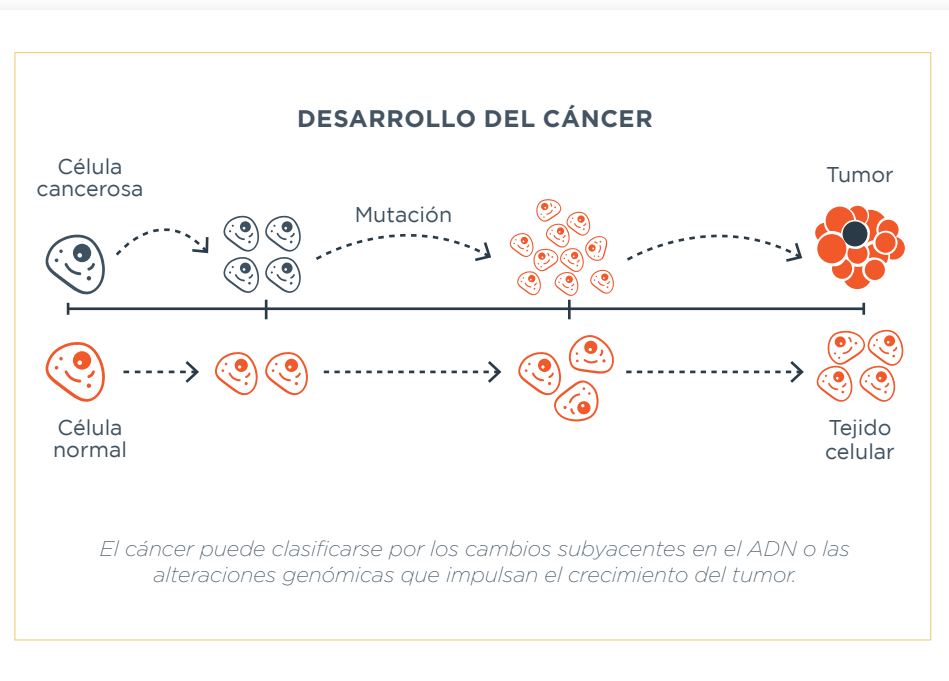 DESARROLLO DEL CÁNCER
Célula
cancerosa
Mutación
Tumor
Célula
normal
Tejido
celular
El cáncer puede clasificarse por los cambios subyacentes en el ADN o las
alteraciones genómicas que impulsan el crecimiento del tumor.